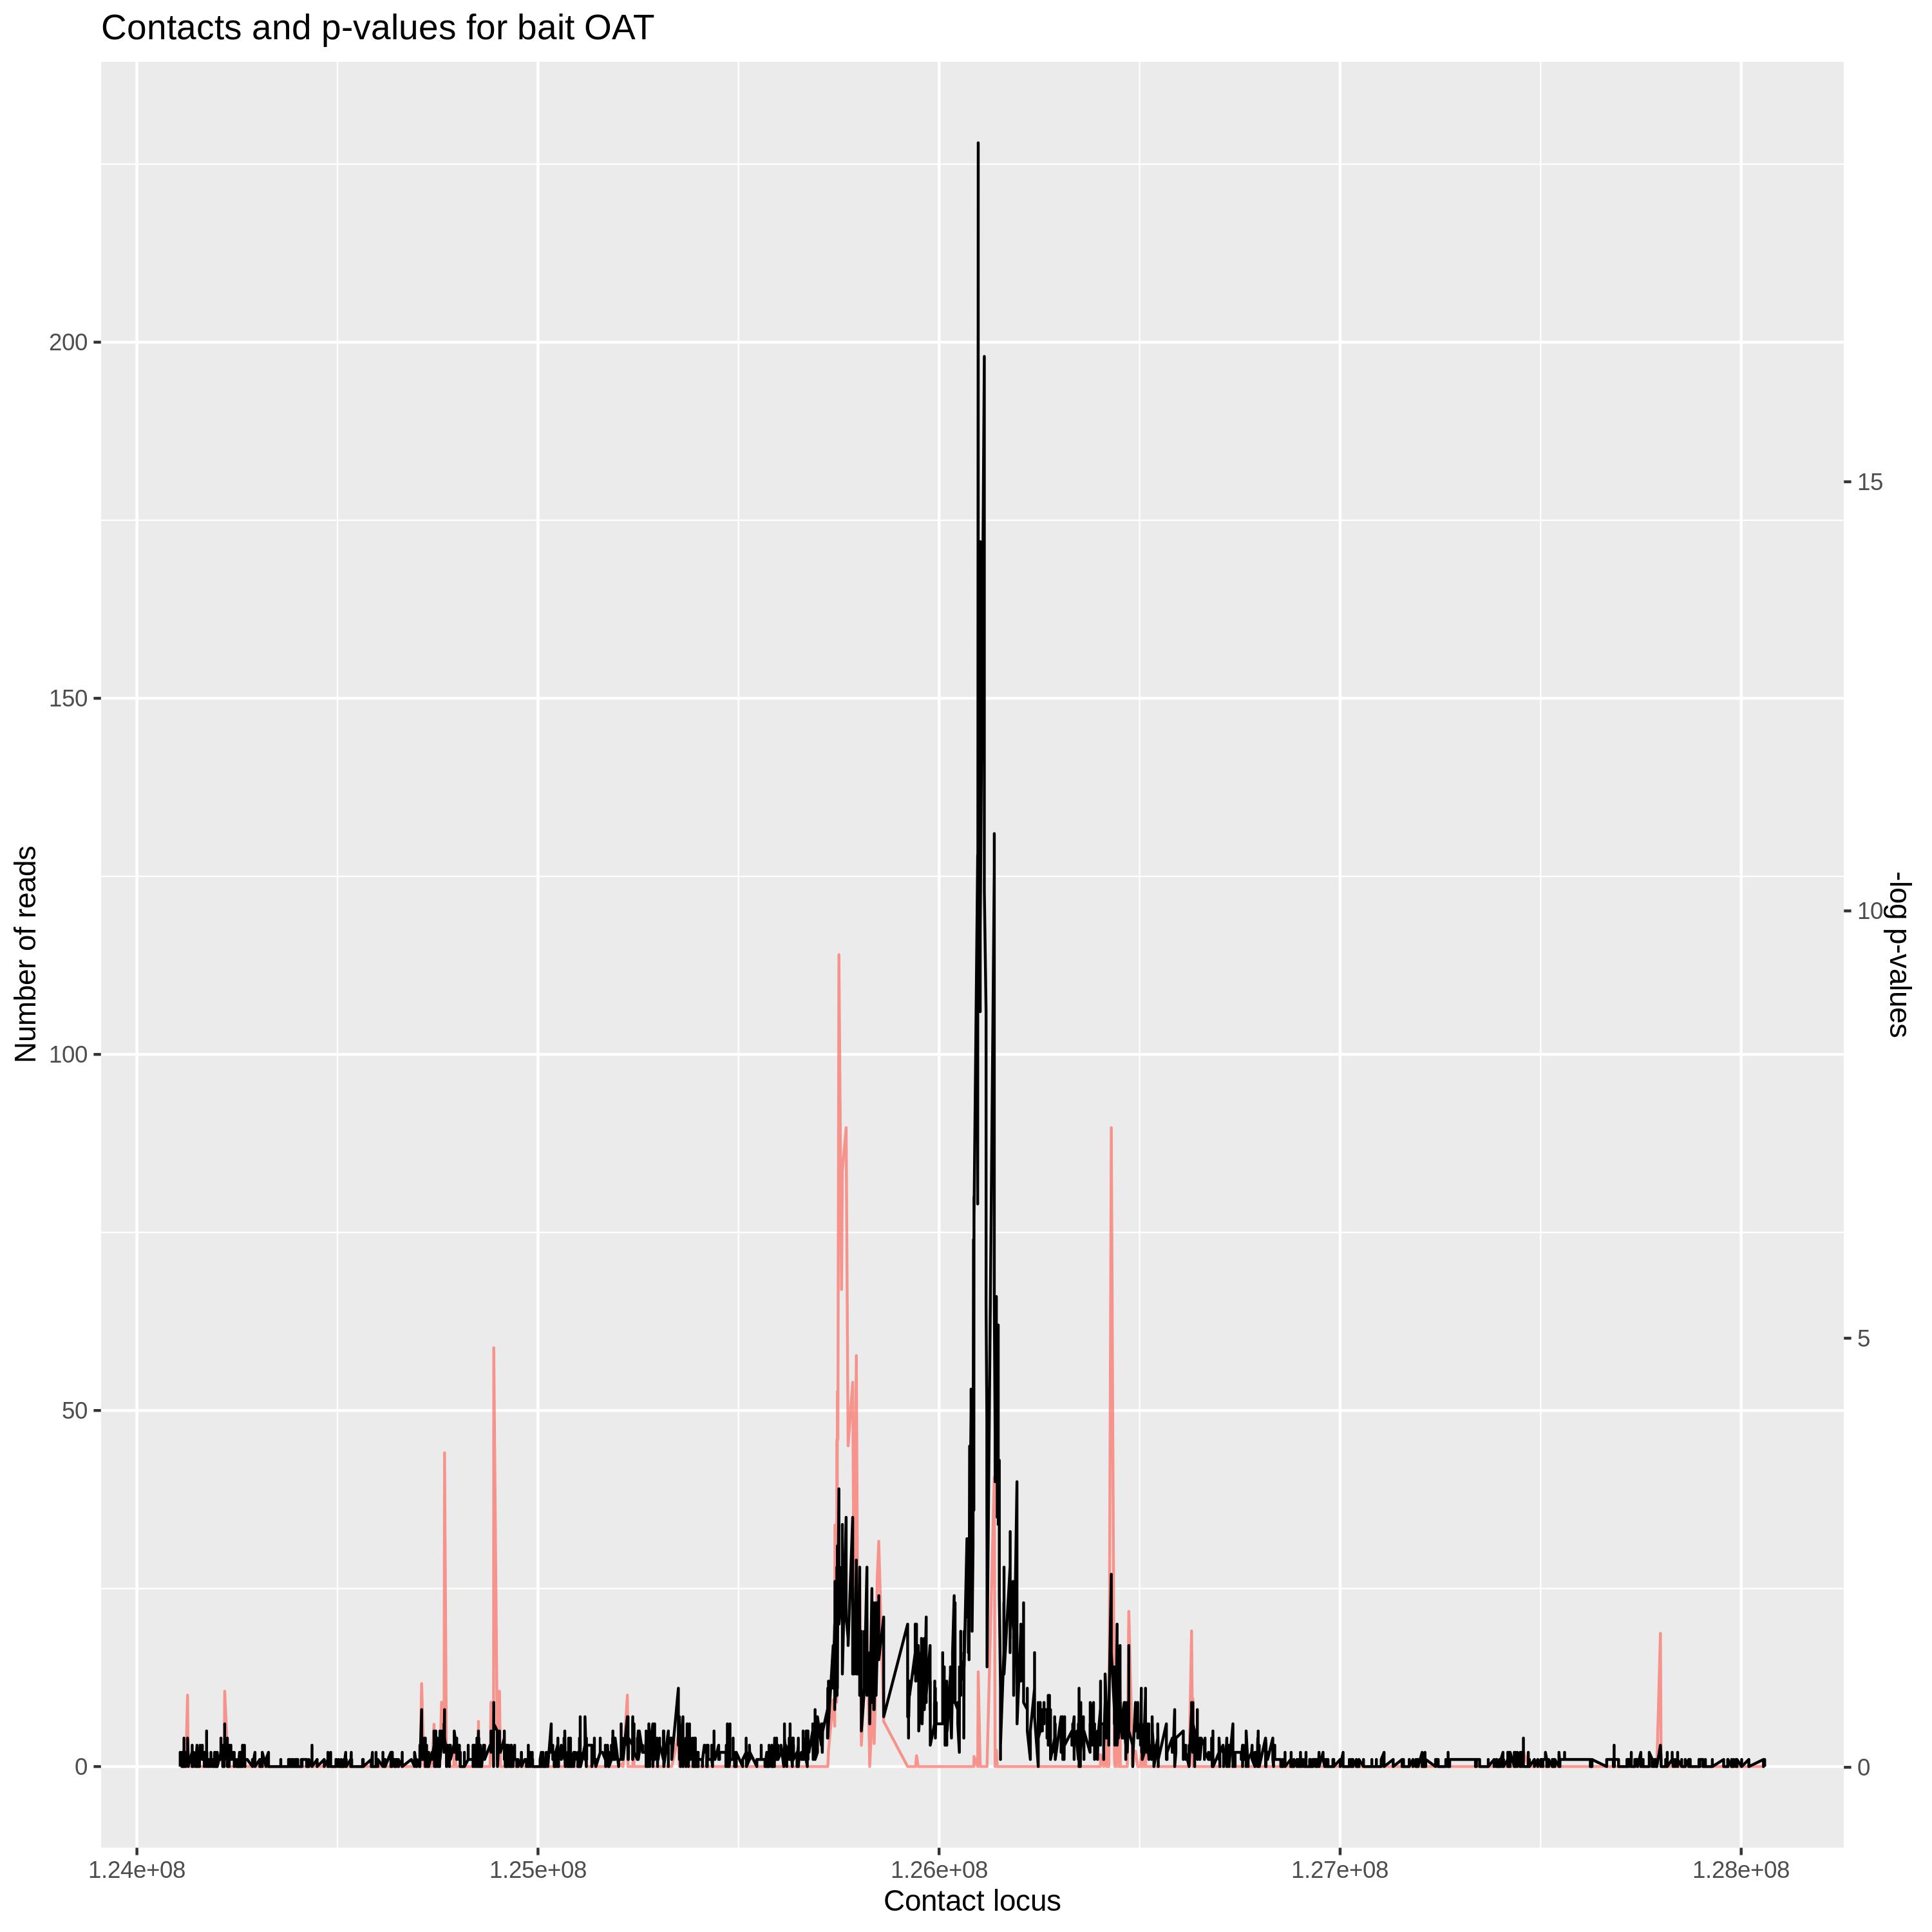 Contacts and p-values for bait OAT
200
150
100
50
0
Number of reads
15
10
5
0
-log p-values
1.24e+08
1.25e+08
1.26e+08
1.27e+08
1.28e+08
Contact locus